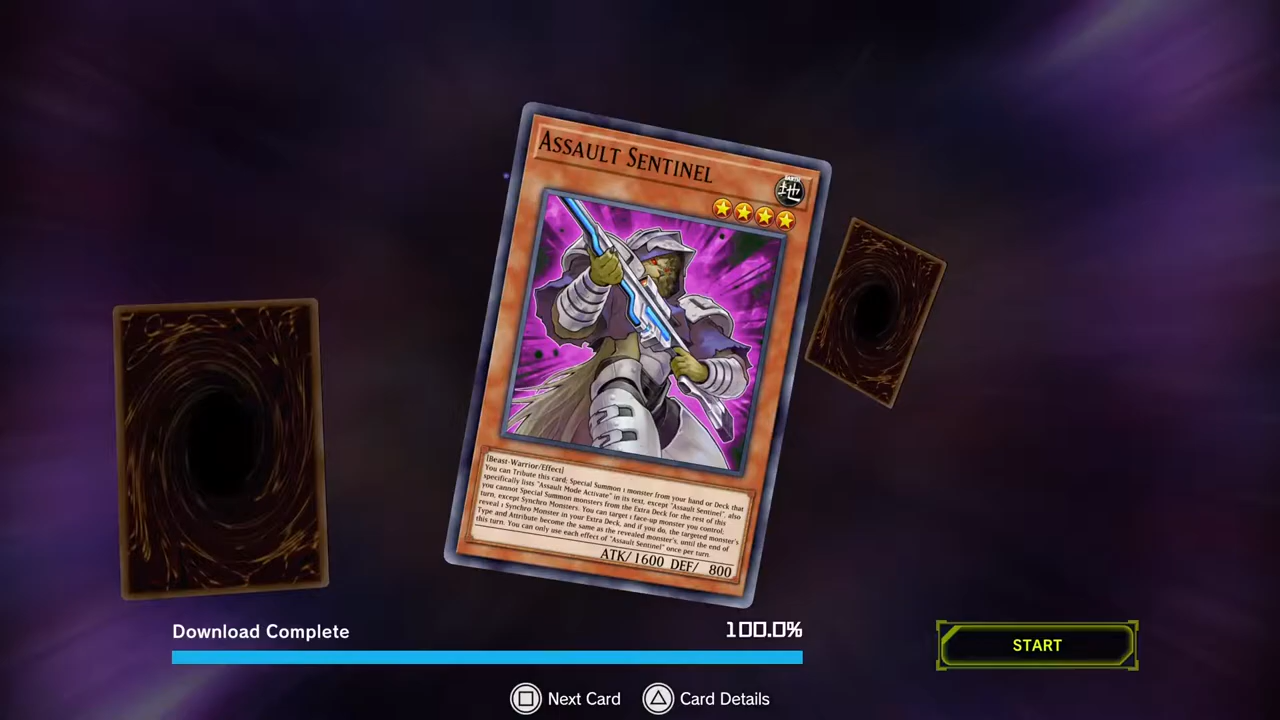 ASSAULT SENTINEL
EARTH
地
[Beast-Warrior/Effect]
You can Tribute this card; Special Summon 1 monster from your hand or Deck that
specifically lists "Assault Mode Activate" in its text, except "Assault Sentinel", also
you cannot Special Summon monsters from the Extra Deck for the rest of this
turn, except Synchro Monsters. You can target 1 face-up monster you control;
reveal 1 Synchro Monster in your Extra Deck, and if you do, the targeted monster's
Type and Attribute become the same as the revealed monster's, until the end of
this turn. You can only use each effect of "Assault Sentinel" once per turn.
ATK/ 1600 DEF/ 800
Download Complete
100.0%
START
Next Card
Card Details